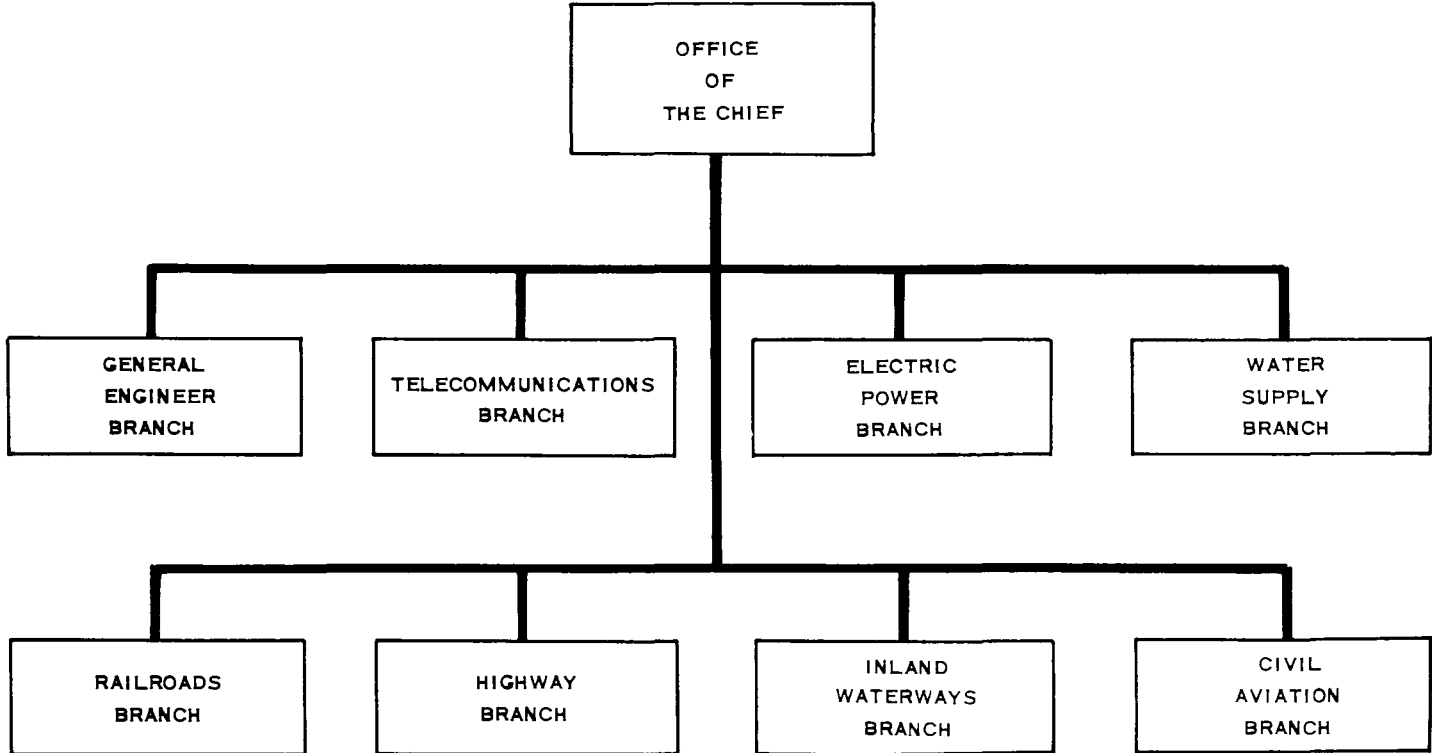 OFFICE
OF
THE CHIEF
GENERAL
ENGINEER
BRANCH
TELECOMMUNICATIONS
BRANCH
ELECTRIC
POWER
BRANCH
WATER
SUPPLY
BRANCH
RAILROADS
BRANCH
HIGHWAY
BRANCH
INLAND
WATERWAYS
BRANCH
CIVIL
AVIATION
BRANCH